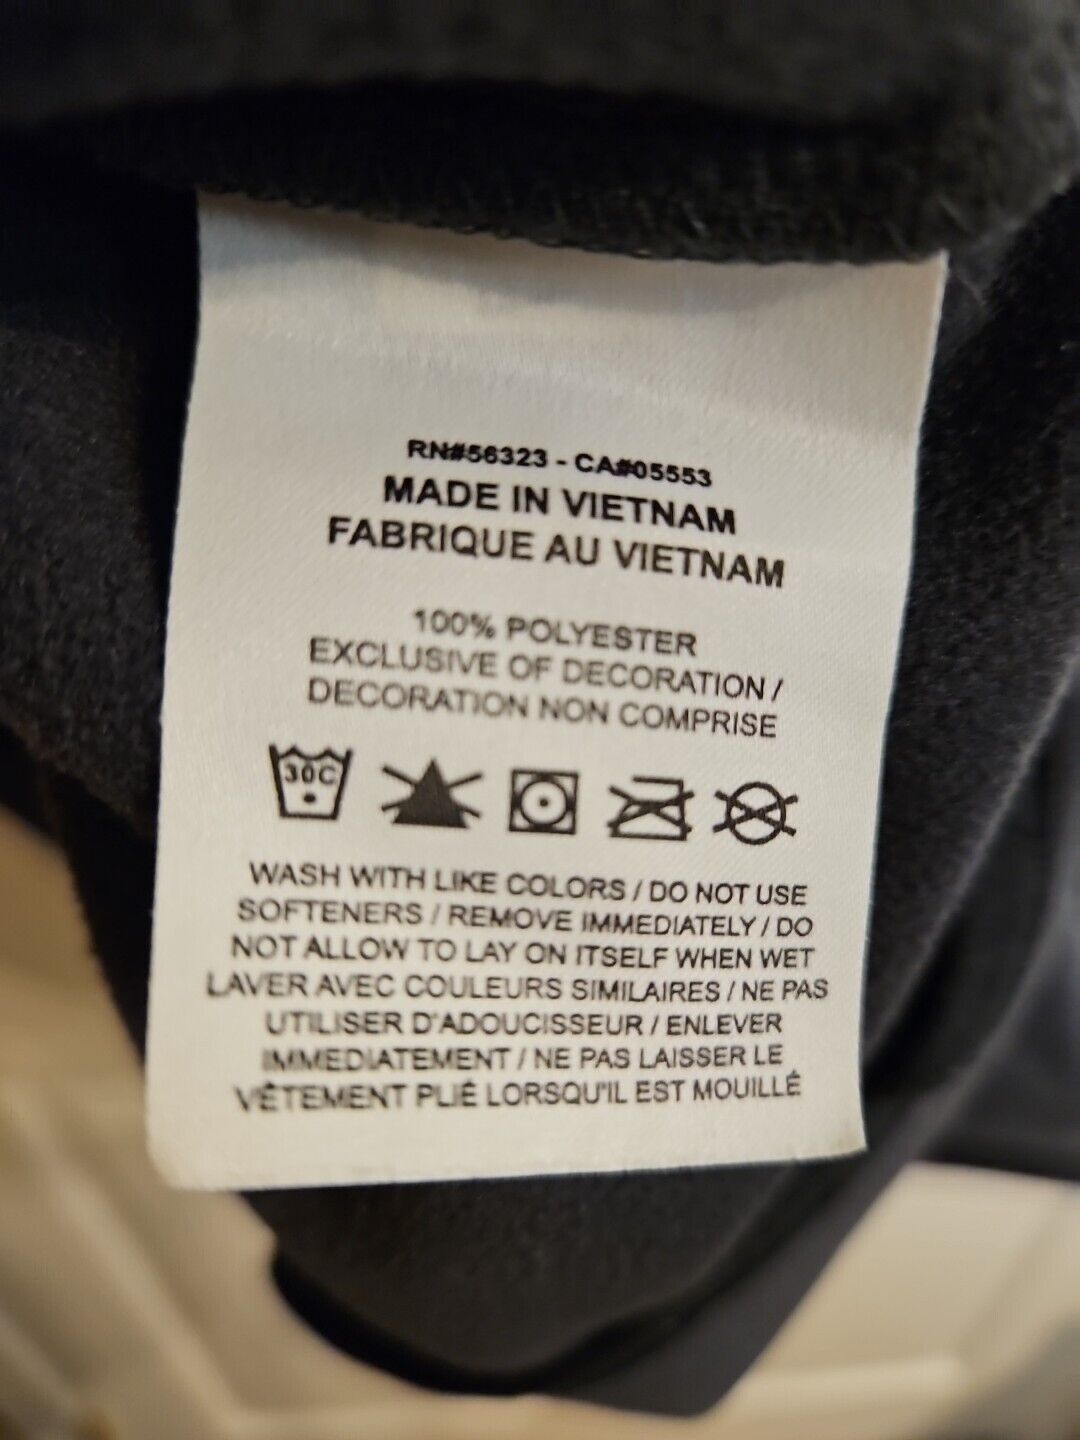 RN#56323 - CA#05553
MADE IN VIETNAM
FABRIQUE AU VIETNAM
100% POLYESTER
EXCLUSIVE OF DECORATION /
DECORATION NON COMPRISE
30C
WASH WITH LIKE COLORS / DO NOT USE
SOFTENERS / REMOVE IMMEDIATELY / DO
NOT ALLOW TO LAY ON ITSELF WHEN WET
LAVER AVEC COULEURS SIMILAIRES / NE PAS
UTILISER D'ADOUCISSEUR / ENLEVER
IMMEDIATEMENT / NE PAS LAISSER LE
VÊTEMENT PLIÉ LORSQU'IL EST MOUILLÉ